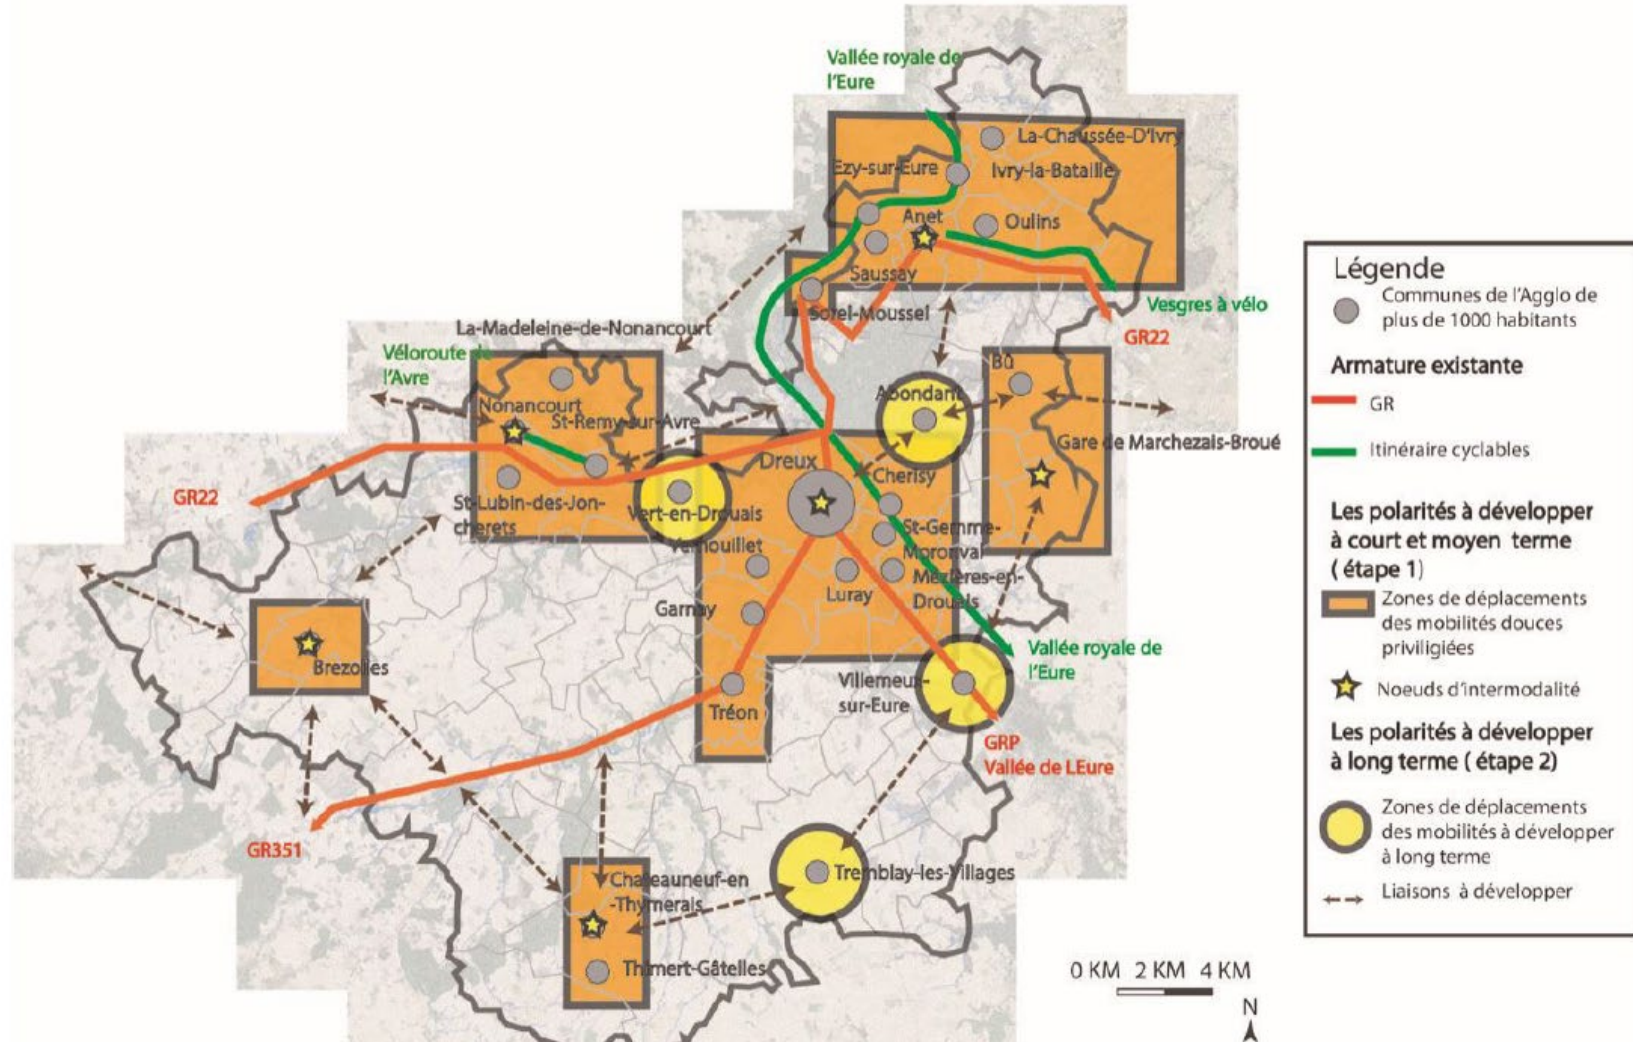 Vallée royale de
l'Eure
La-Chaussée-D'Ivry
Ezy-sur-Eure
Ivry-la-Bataille
Anet
Oulins
Saussay
Sorel-Moussel
Vesgres à vélo
GR22
La-Madeleine-de-Nonancourt
Véloroute de
l'Avre
Nonancourt
St-Remy-sur-Avre
Bû
Abondant
Gare de Marchezais-Broué
Dreux
Cherisy
GR22
St-Lubin-des-Jon-
cherets
Vert-en-Drouais
Vernouillet
St-Gemme-
Moronval
Mézières-en-
Drouais
Luray
Garnay
Brezolles
Vallée royale de
l'Eure
Villemeux-
sur-Eure
Tréon
GRP
Vallée de LEure
GR351
Chateauneuf-en
-Thymerais
Tremblay-les-Villages
Thimert-Gâtelles
0 KM 2 KM 4 KM
N
Légende
Communes de l'Agglo de
plus de 1000 habitants
Armature existante
GR
Itinéraire cyclables
Les polarités à développer
à court et moyen terme
( étape 1)
Zones de déplacements
des mobilités douces
priviligiées
Noeuds d'intermodalité
Les polarités à développer
à long terme ( étape 2)
Zones de déplacements
des mobilités à développer
à long terme
Liaisons à développer